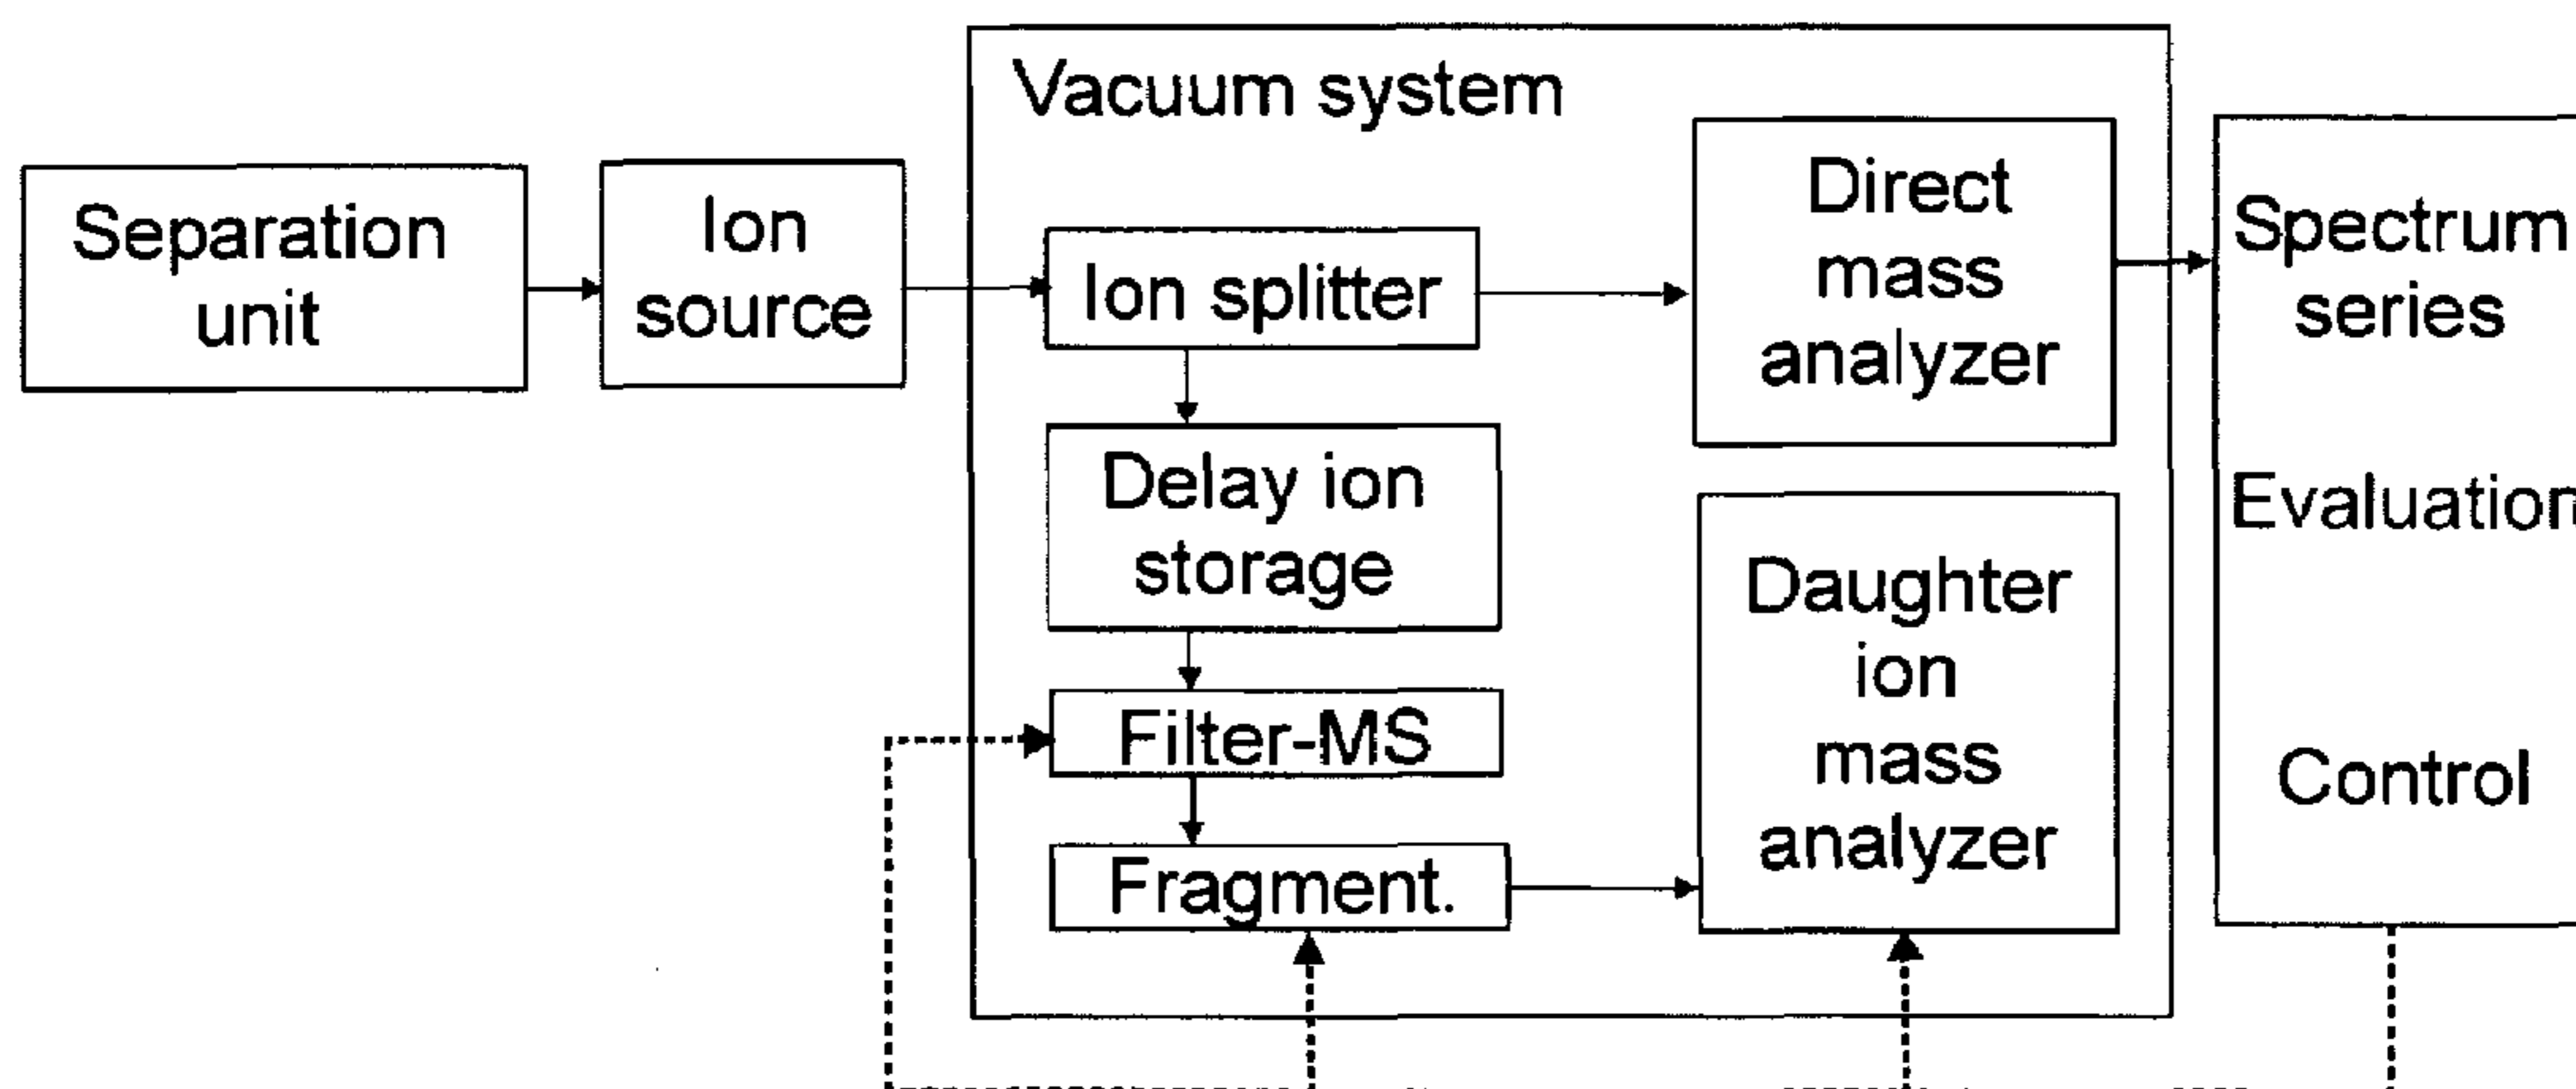 Vacuum system
Separation
unit
Ion
source
Ion splitter
Direct
mass
analyzer
Spectrum
series
Delay ion
storage
Evaluation
Filter-MS
Daughter
ion
mass
analyzer
Control
Fragment.